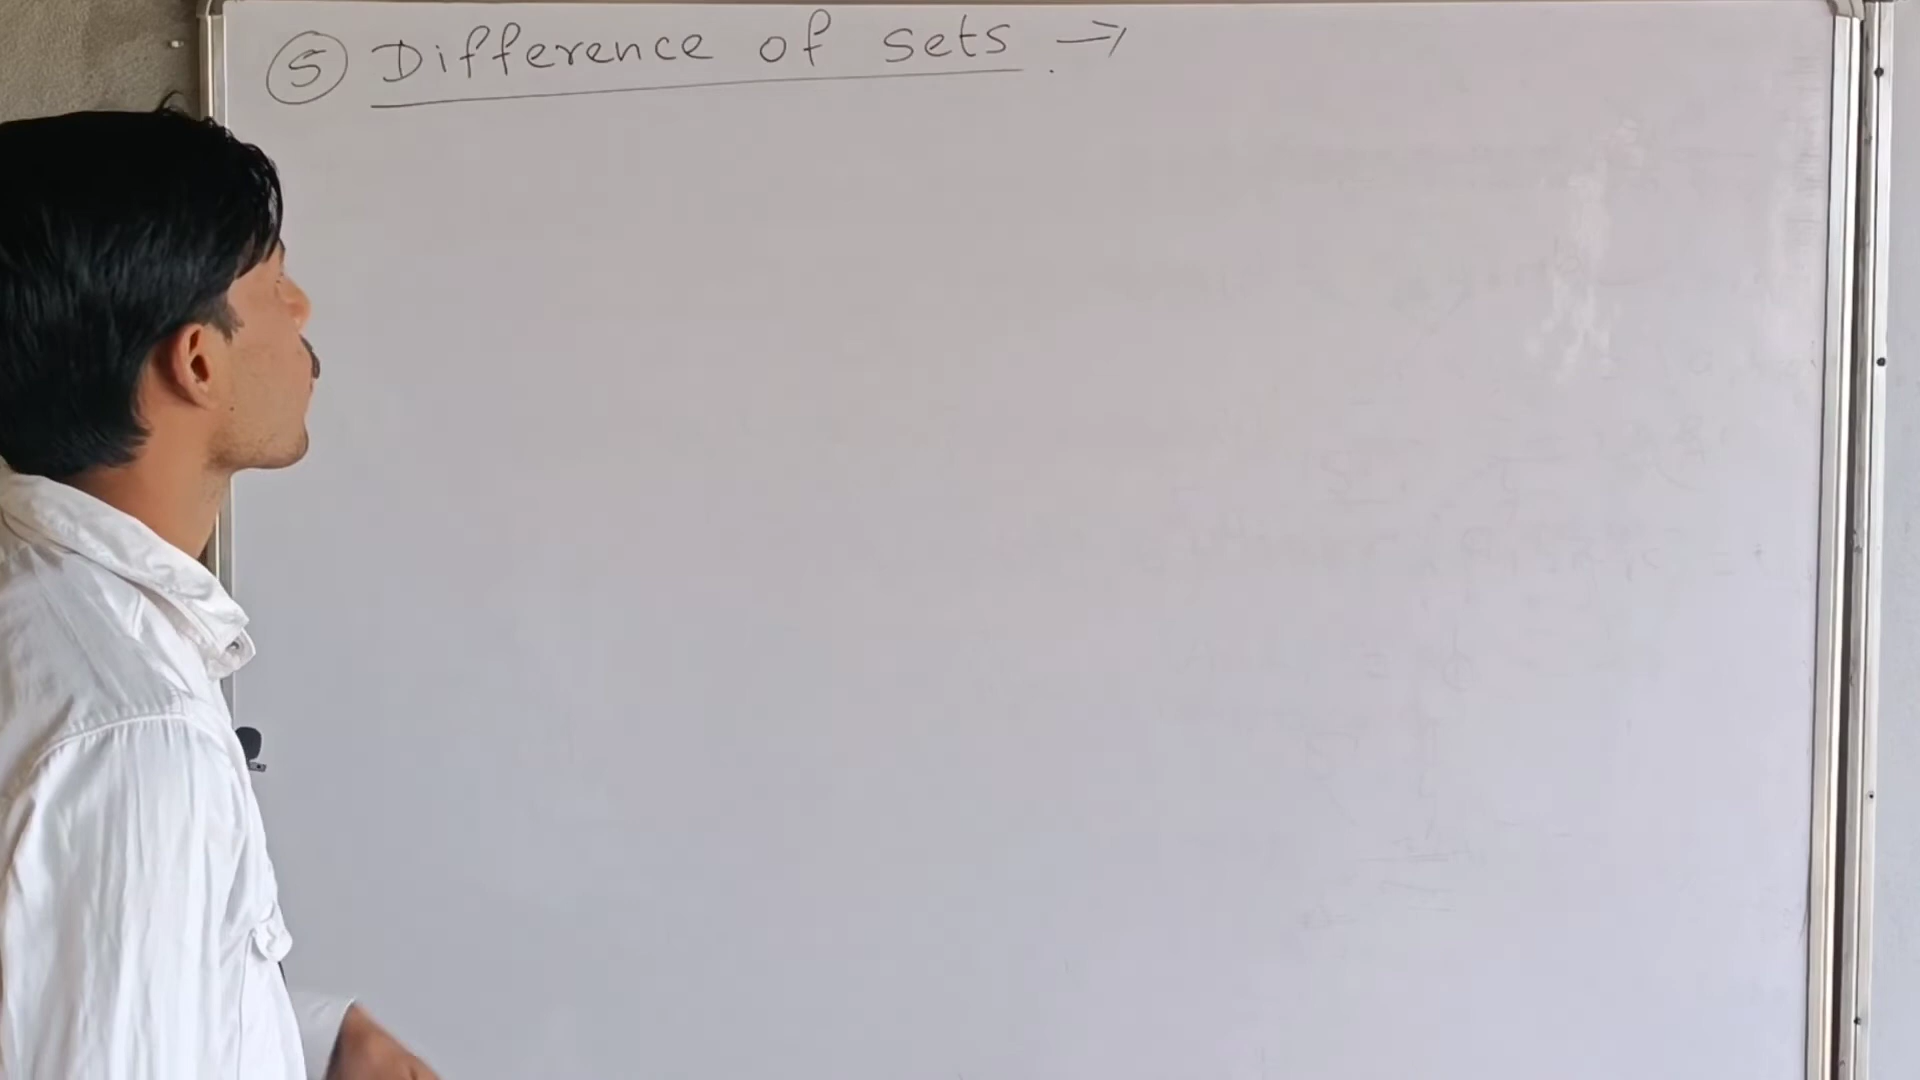 ⑤ Difference of sets →